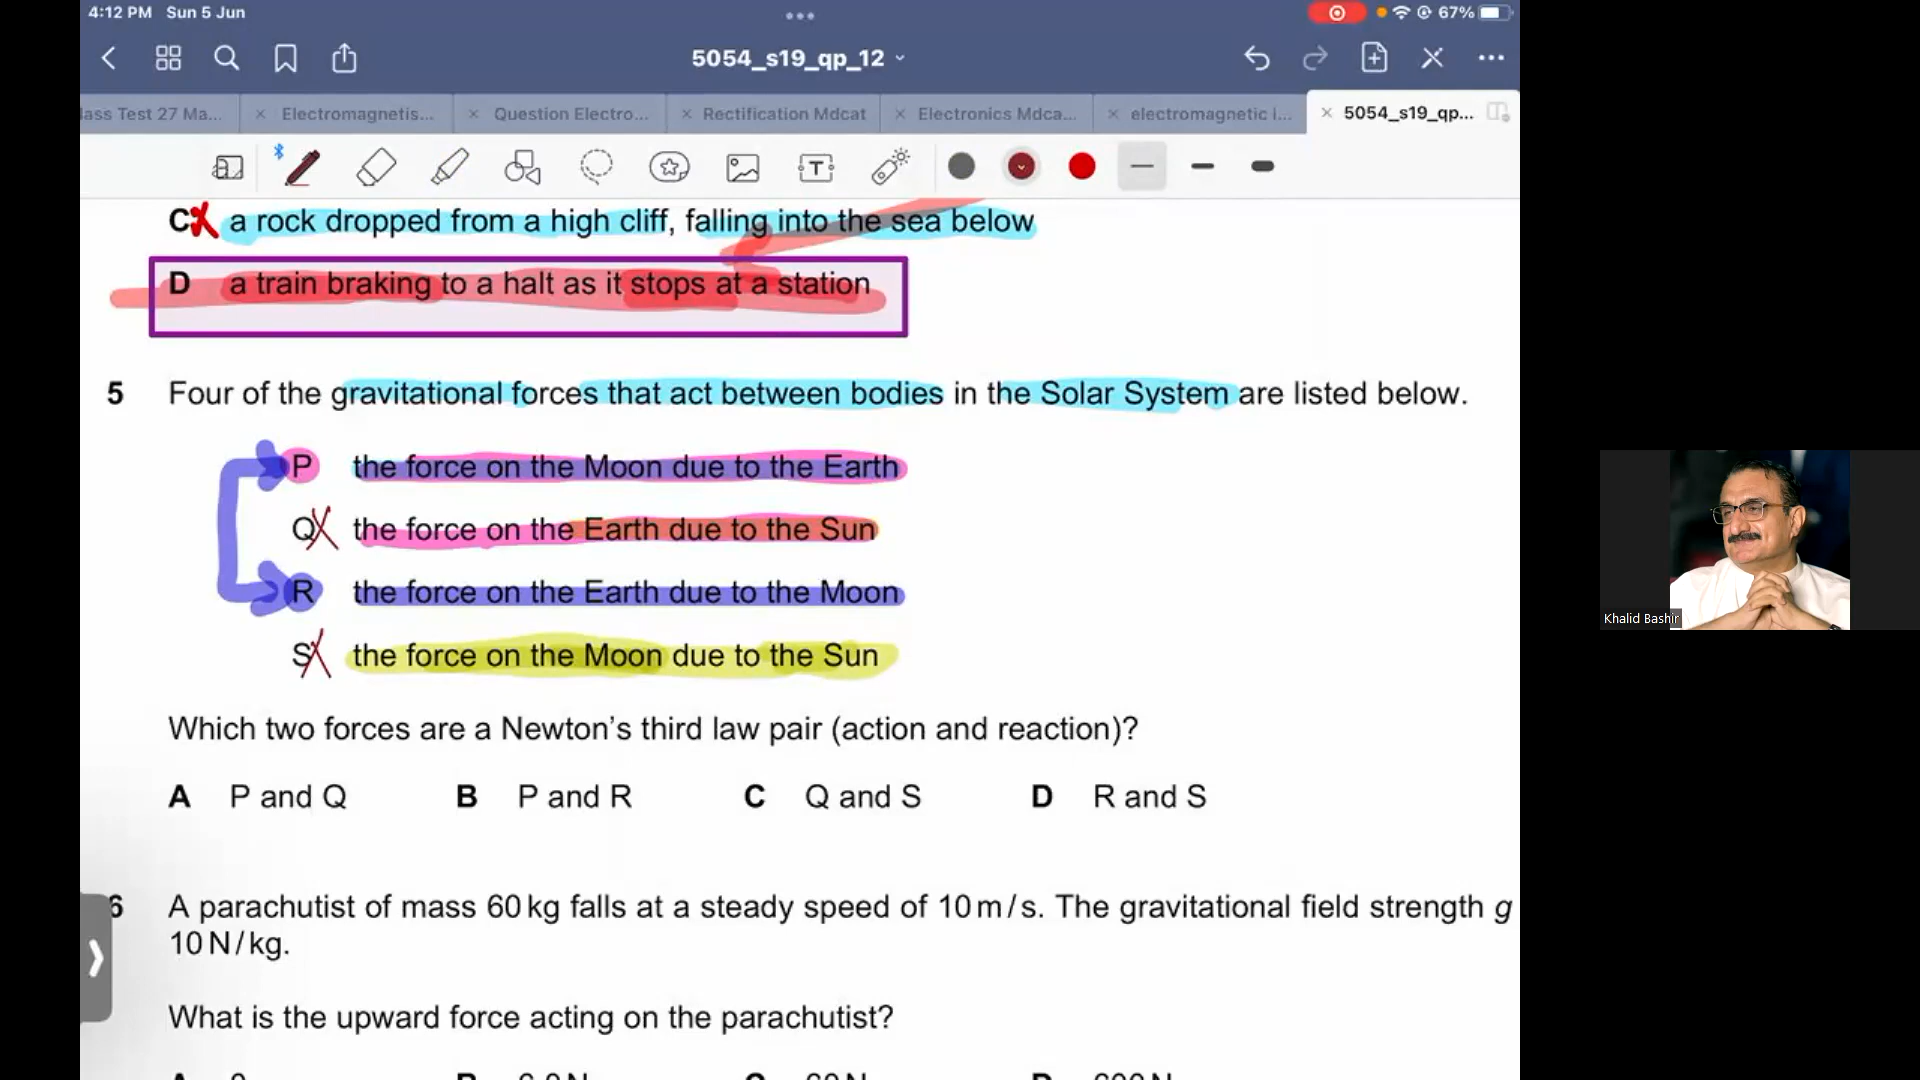 4:12 PM Sun 5 Jun
67%
5054_s19_qp_12
ass Test 27 Ma...
Electromagnetis...
Question Electro...
Rectification Mdcat
Electronics Mdca...
electromagnetic i...
5054_s19_qp...
C a rock dropped from a high cliff, falling into the sea below
D a train braking to a halt as it stops at a station
5 Four of the gravitational forces that act between bodies in the Solar System are listed below.
P the force on the Moon due to the Earth
Q the force on the Earth due to the Sun
R the force on the Earth due to the Moon
S the force on the Moon due to the Sun
Which two forces are a Newton's third law pair (action and reaction)?
A P and Q B P and R C Q and S D R and S
6 A parachutist of mass 60 kg falls at a steady speed of 10 m/s. The gravitational field strength g
10 N/kg.
What is the upward force acting on the parachutist?
Khalid Bashir